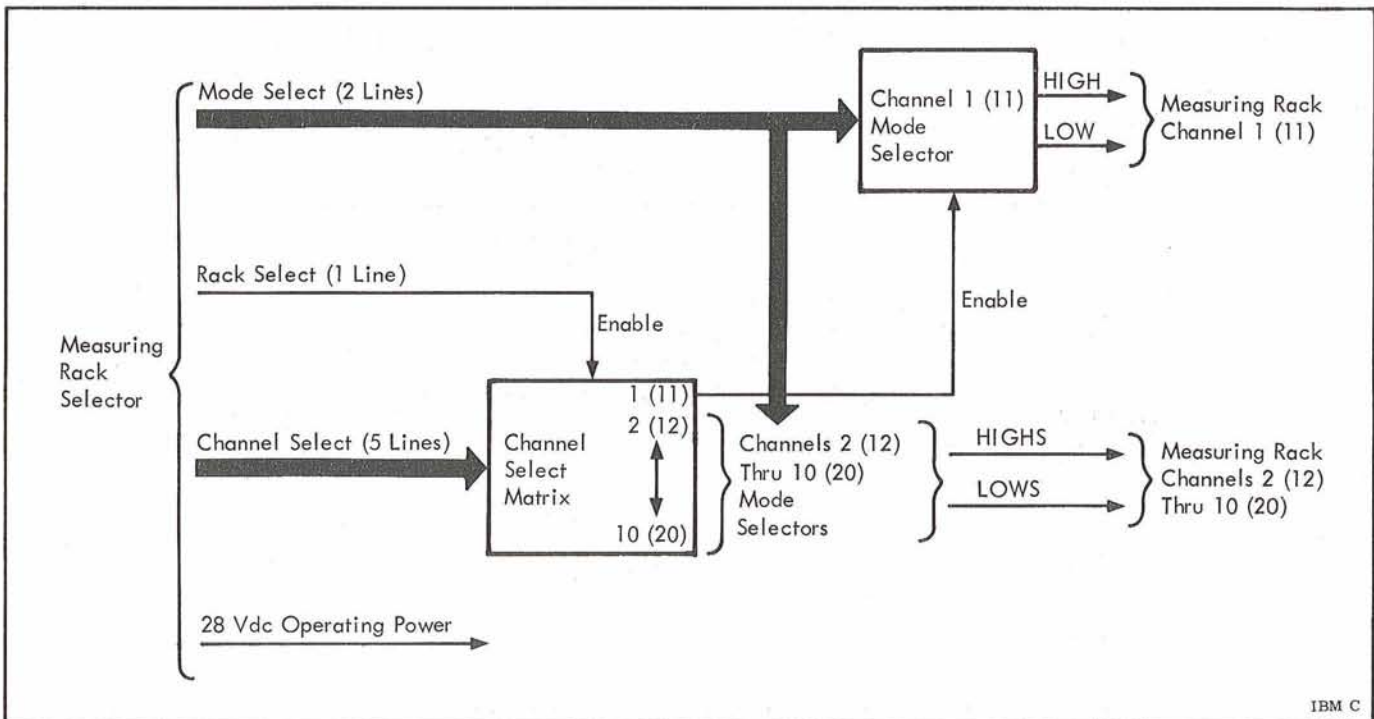 Mode Select (2 Lines)
Channel 1 (11)
Mode
Selector
HIGH
LOW
Measuring Rack
Channel 1 (11)
Rack Select (1 Line)
Enable
Enable
Measuring
Rack
Selector
Channel Select (5 Lines)
Channel
Select
Matrix
1 (11)
2 (12)
10 (20)
Channels 2 (12)
Thru 10 (20)
Mode
Selectors
HIGHS
LOWS
Measuring Rack
Channels 2 (12)
Thru 10 (20)
28 Vdc Operating Power
IBM C